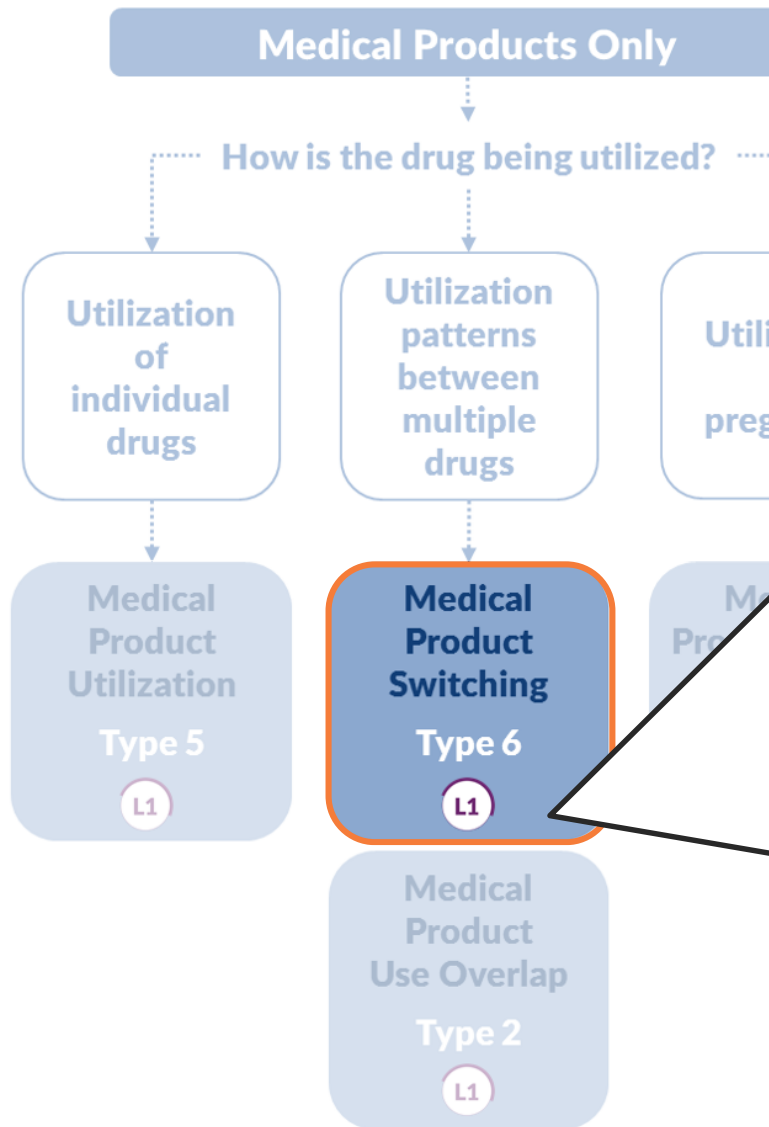 Medical Products Only
How is the drug being utilized?
Utilization
of
individual
drugs
Utilization
patterns
between
multiple
drugs
Medical
Product
Utilization
Type 5
L1
Medical
Product
Switching
Type 6
L1
Medical
Product
Use Overlap
Type 2
L1